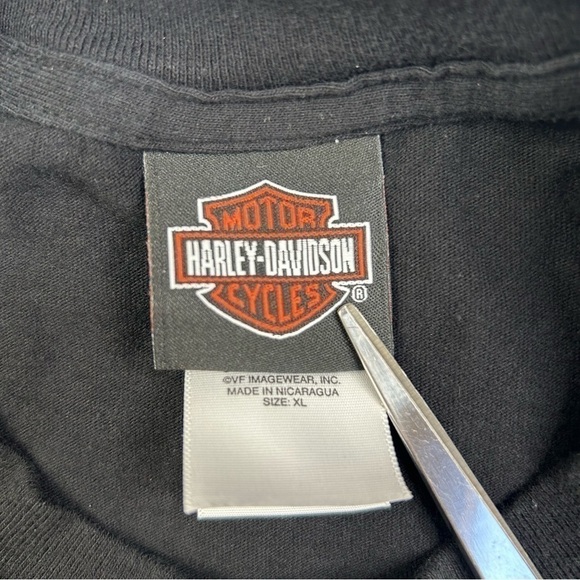 MOTOR
HARLEY-DAVIDSON
CYCLES
®
©VF IMAGEWEAR, INC.
MADE IN NICARAGUA
SIZE: XL